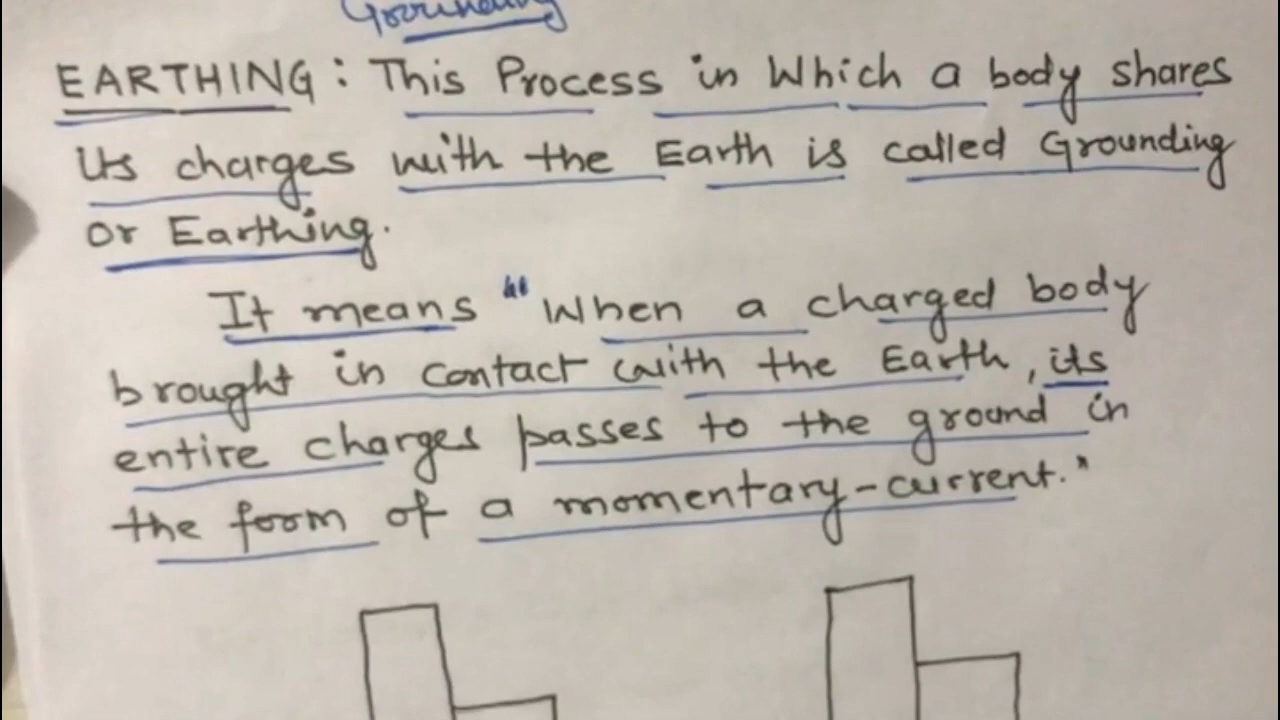 Grounding
EARTHING: This Process in Which a body shares
Its charges with the Earth is called Grounding
or Earthing.
It means "When a charged body
brought in contact with the Earth, its
entire charges passes to the ground in
the form of a momentary-current."